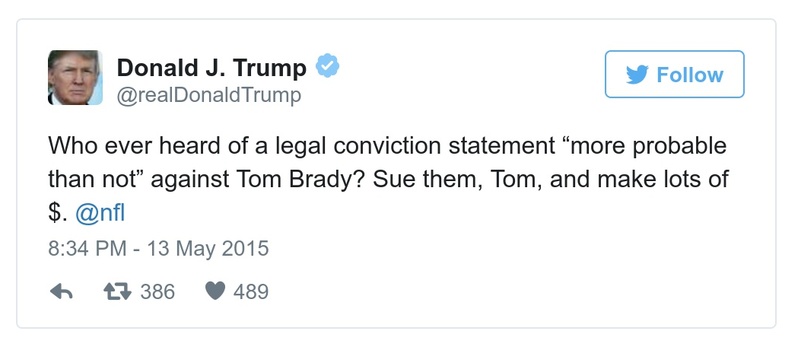 Donald J. Trump
@realDonaldTrump
Follow
Who ever heard of a legal conviction statement “more probable
than not” against Tom Brady? Sue them, Tom, and make lots of
$. @nfl
8:34 PM - 13 May 2015
386 489